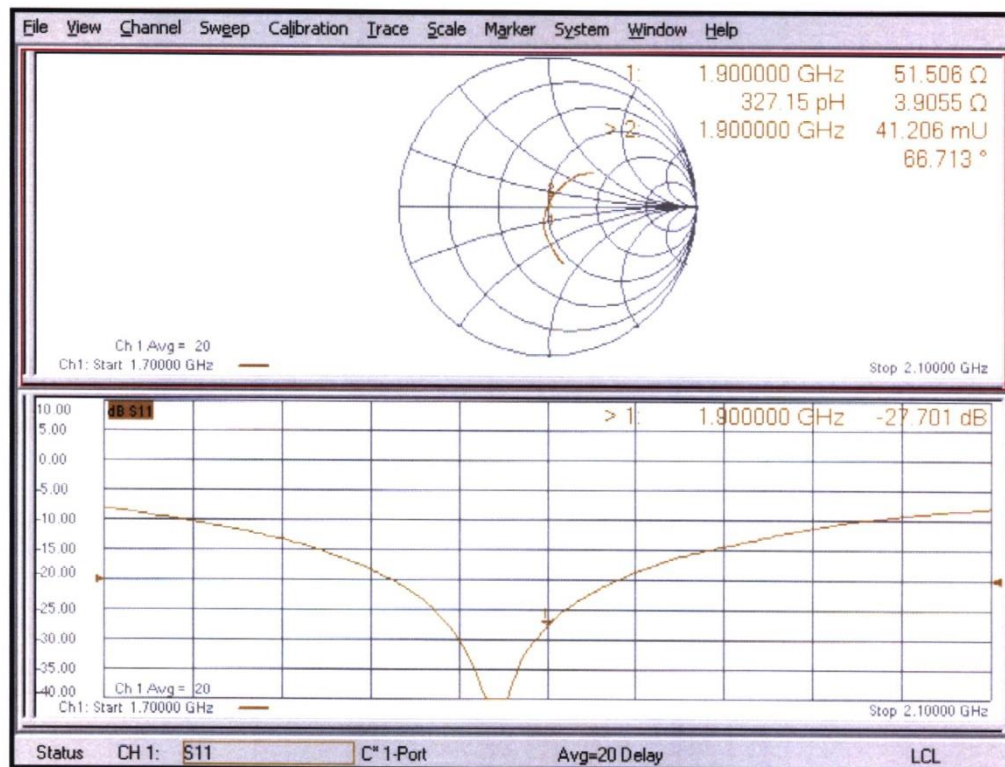 File View Channel Sweep Calibration Trace Scale Marker System Window Help
1: 1.900000 GHz 51.506 Ω
327.15 pH 3.9055 Ω
> 2: 1.900000 GHz 41.206 mU
66.713 °
Ch 1 Avg = 20
Ch1: Start 1.70000 GHz
Stop 2.10000 GHz
10.00 dB S11 > 1: 1.900000 GHz -27.701 dB
5.00
0.00
-5.00
-10.00
-15.00
-20.00
-25.00
-30.00
-35.00
-40.00
Ch 1 Avg = 20
Ch1: Start 1.70000 GHz
Stop 2.10000 GHz
Status CH 1: S11 C* 1-Port Avg=20 Delay LCL